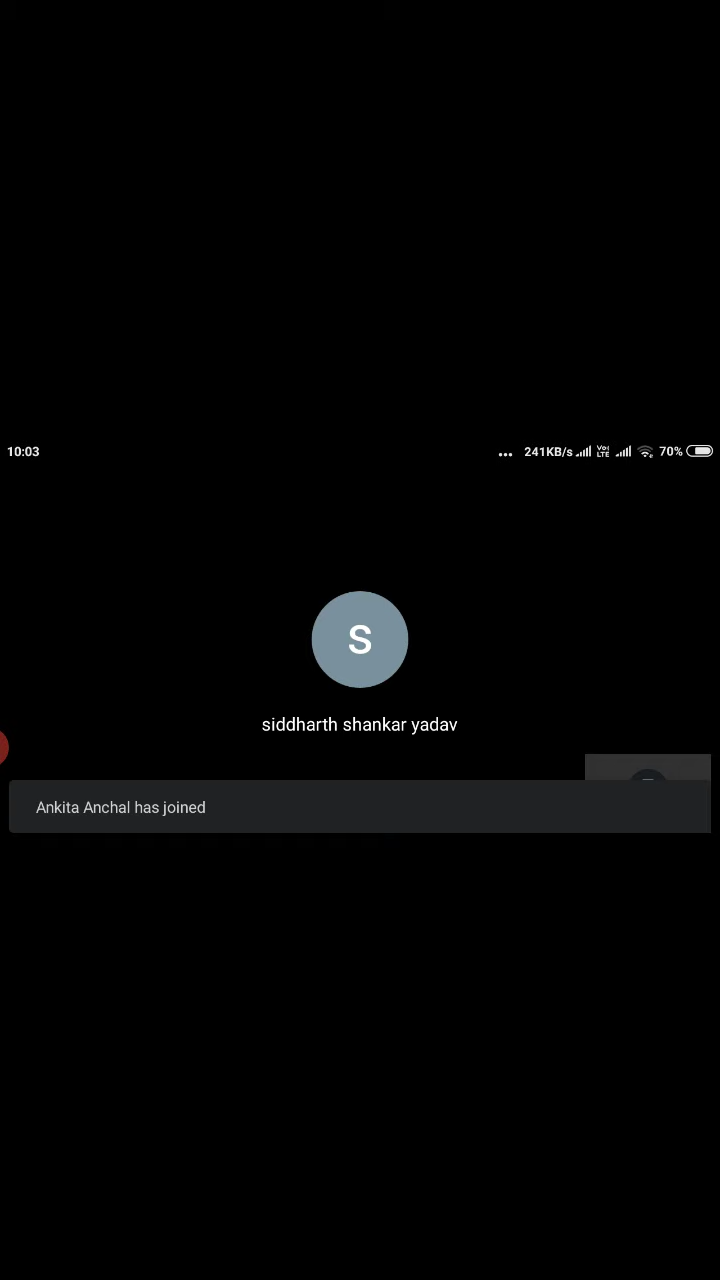 10:03 ... 241KB/s Vo) LTE 70%
S
siddharth shankar yadav
Ankita Anchal has joined